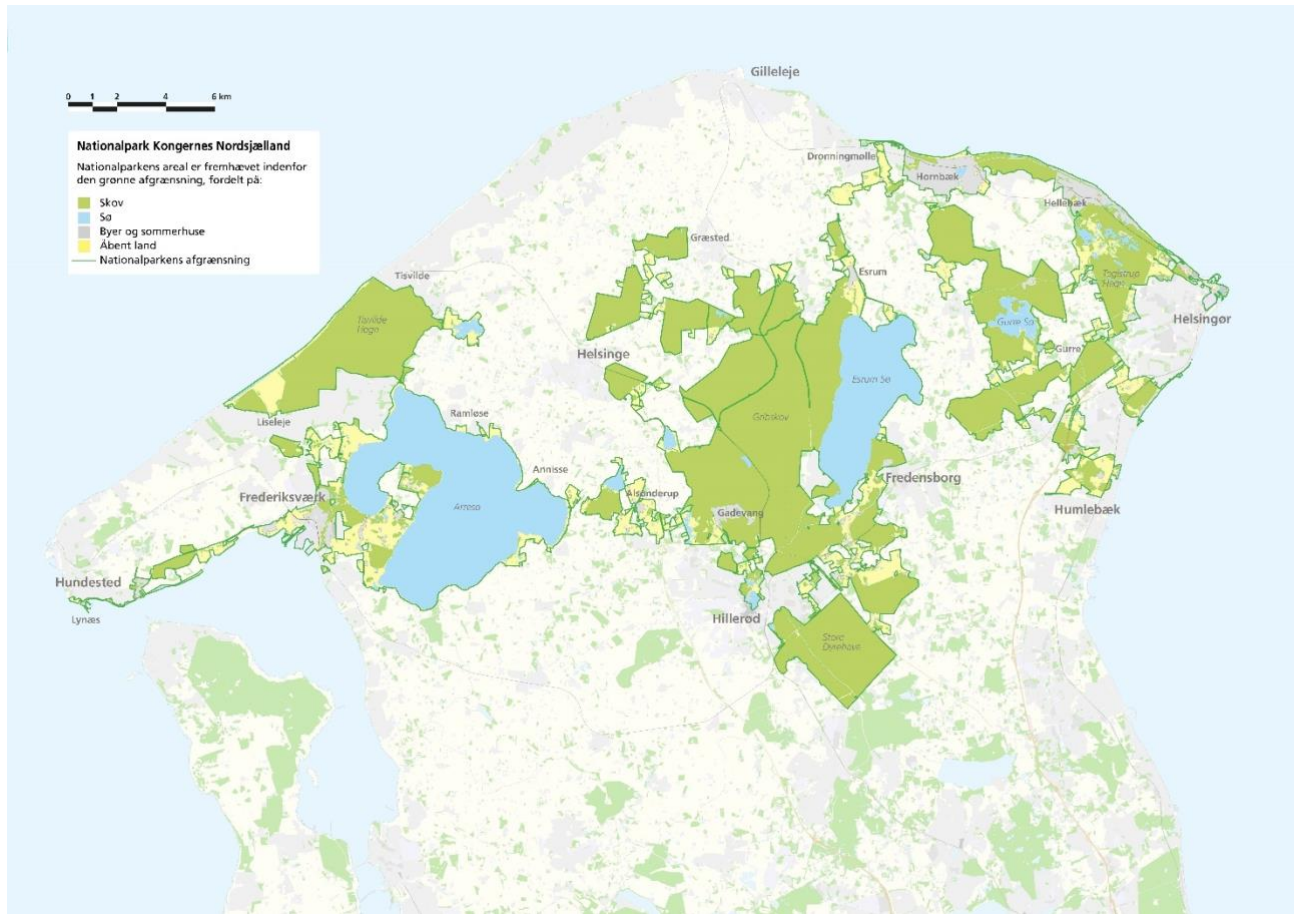 Gilleleje
0 1 2 4 6 km
Nationalpark Kongernes Nordsjælland
Nationalparkens areal er fremhævet indenfor
den grønne afgrænsning, fordelt på:
Skov
Sø
Byer og sommerhuse
Åbent land
Nationalparkens afgrænsning
Dronningmølle
Hornbæk
Hellebæk
Græsted
Tisvilde
Esrum
Teglstrup
Hegn
Tisvilde
Hegn
Gurre Sø
Helsingør
Helsinge
Gurre
Esrum Sø
Gribskov
Ramløse
Liseleje
Annisse
Fredensborg
Frederiksværk
Alsønderup
Arresø
Gadevang
Humlebæk
Hundested
Lynæs
Hillerød
Store
Dyrehave